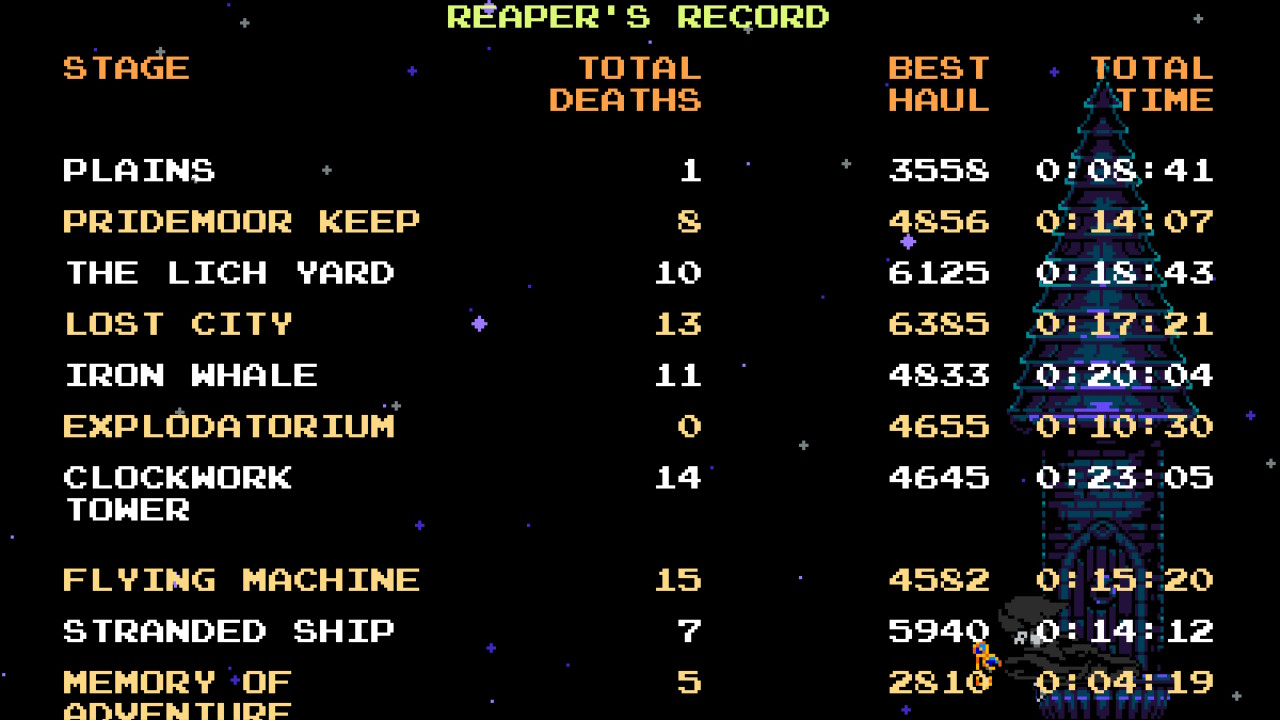 REAPER'S RECORD
STAGE TOTAL DEATHS BEST HAUL TOTAL TIME
PLAINS 1 3558 0:08:41
PRIDEMOOR KEEP 8 4856 0:14:07
THE LICH YARD 10 6125 0:18:43
LOST CITY 13 6385 0:17:21
IRON WHALE 11 4833 0:20:04
EXPLODATORIUM 0 4655 0:10:30
CLOCKWORK TOWER 14 4645 0:23:05
FLYING MACHINE 15 4582 0:15:20
STRANDED SHIP 7 5940 0:14:12
MEMORY OF ADVENTURE 5 2810 0:04:19